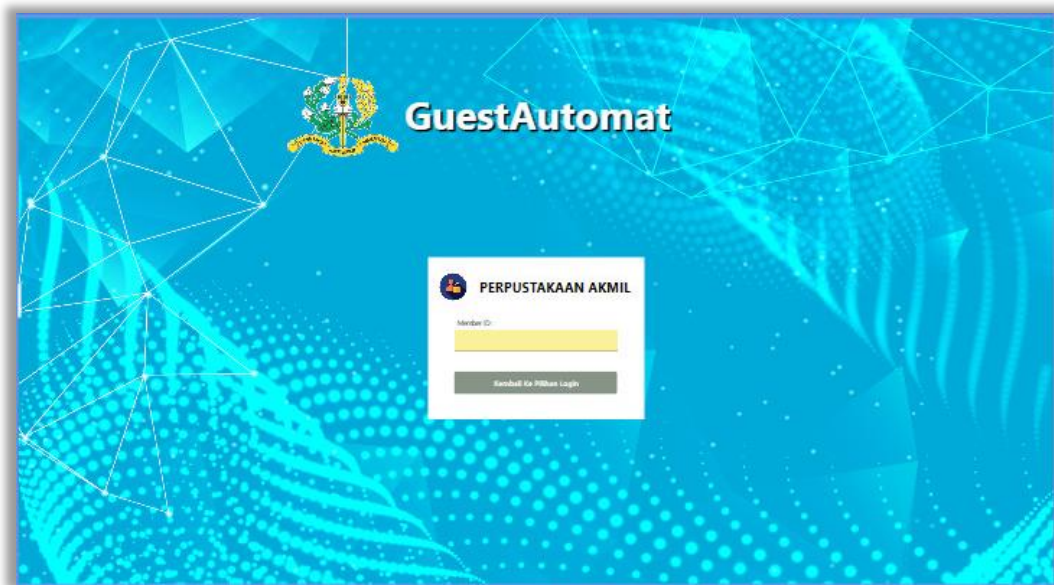 GuestAutomat
PERPUSTAKAAN AKMIL
Member ID
Kembali Ke Pilihan Login